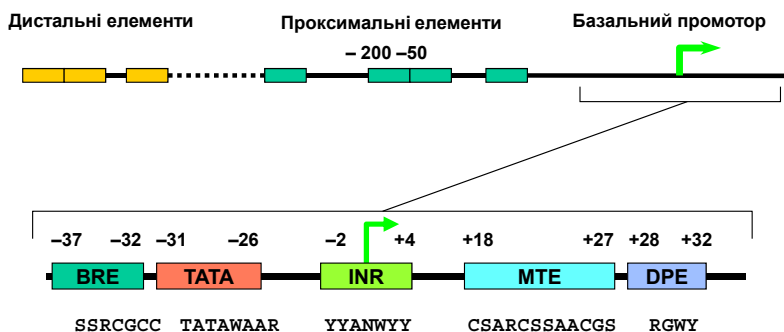 Дистальні елементи Проксимальні елементи Базальний промотор
– 200 –50
–37 –32 –31 –26 –2 +4 +18 +27 +28 +32
BRE TATA INR MTE DPE
SSRCGCC TATAWAAR YYANWYY CSARCSSAACGS RGWY